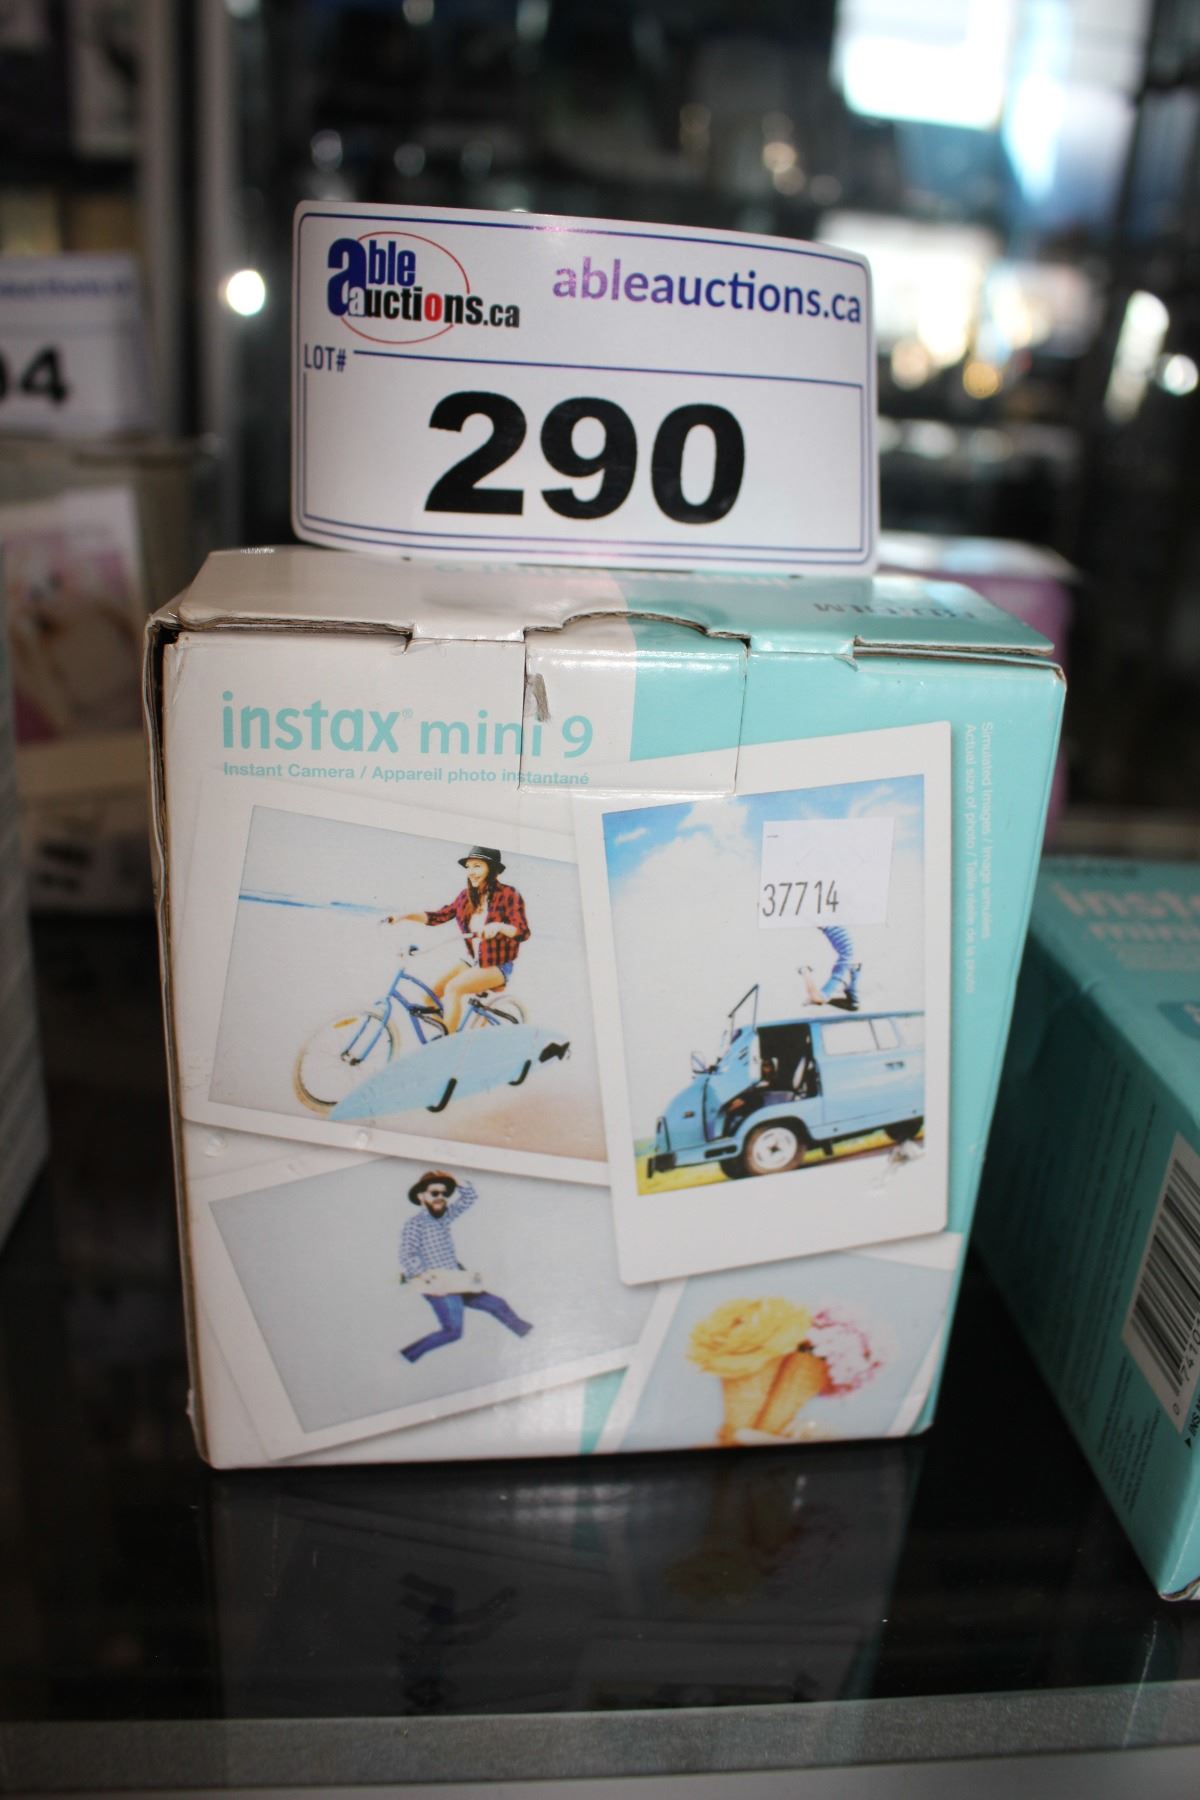 able
auctions.ca
ableauctions.ca
LOT#
290
instax® mini 9
Instant Camera / Appareil photo instantané
Simulated Images / Image simulées
Actual size of photo / Taille réelle de la photo
37714